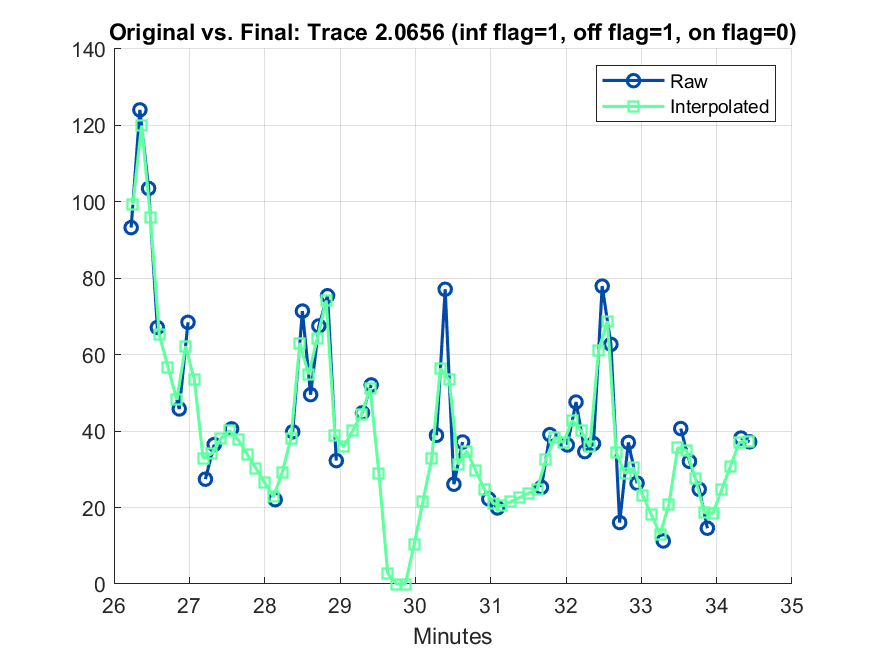 Original vs. Final: Trace 2.0656 (inf flag=1, off flag=1, on flag=0)
140
120
100
80
60
40
20
0
Raw
Interpolated
26 27 28 29 30 31 32 33 34 35
Minutes